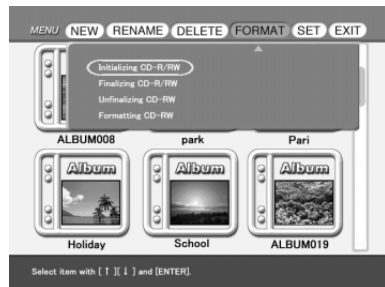 MENU NEW RENAME DELETE FORMAT SET EXIT
Initializing CD-R/RW
Finalizing CD-R/RW
Unfinalizing CD-RW
Formatting CD-RW
ALBUM008 park Pari
Album Album Album
Holiday School ALBUM019
Select item with [ ↑ ][ ↓ ] and [ENTER].